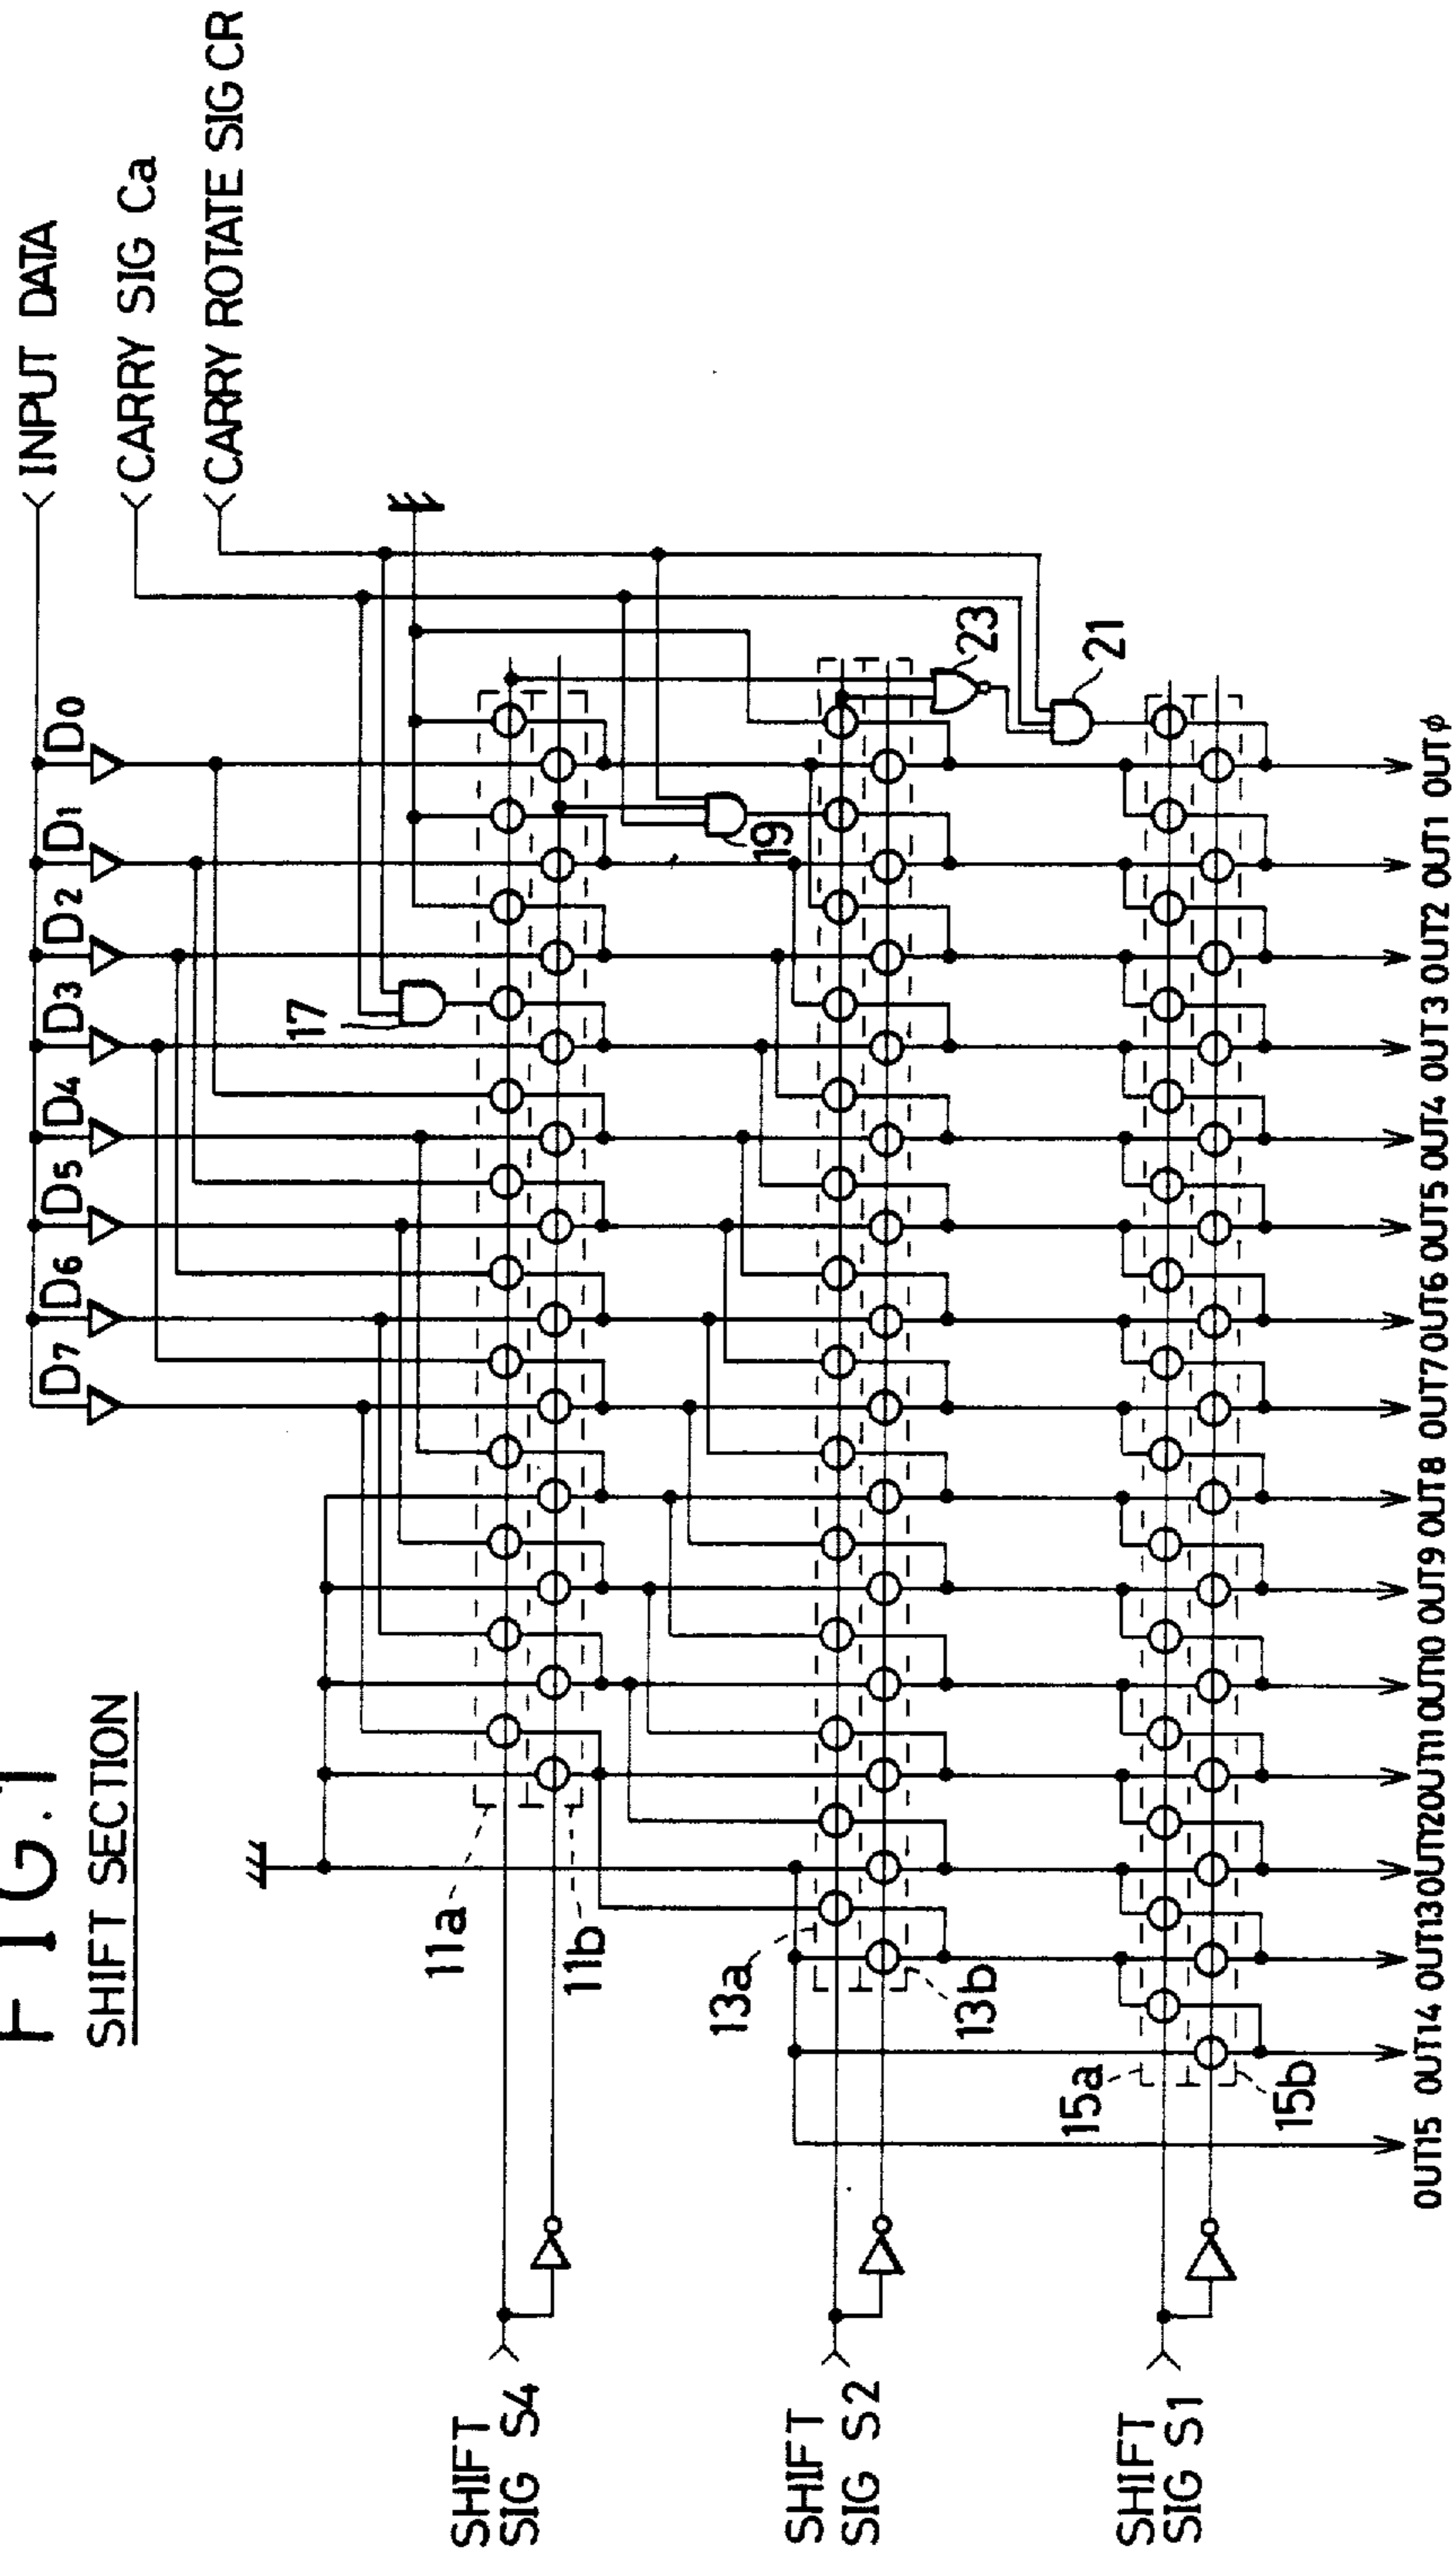 FIG.1
SHIFT SECTION
INPUT DATA
CARRY SIG Ca
CARRY ROTATE SIG CR
D7 D6 D5 D4 D3 D2 D1 D0
17
SHIFT
SIG S4
11a
11b
19
SHIFT
SIG S2
13a
13b
23
21
SHIFT
SIG S1
15a
15b
OUT15 OUT14 OUT13 OUT12 OUT11 OUT10 OUT9 OUT8 OUT7 OUT6 OUT5 OUT4 OUT3 OUT2 OUT1 OUTφ